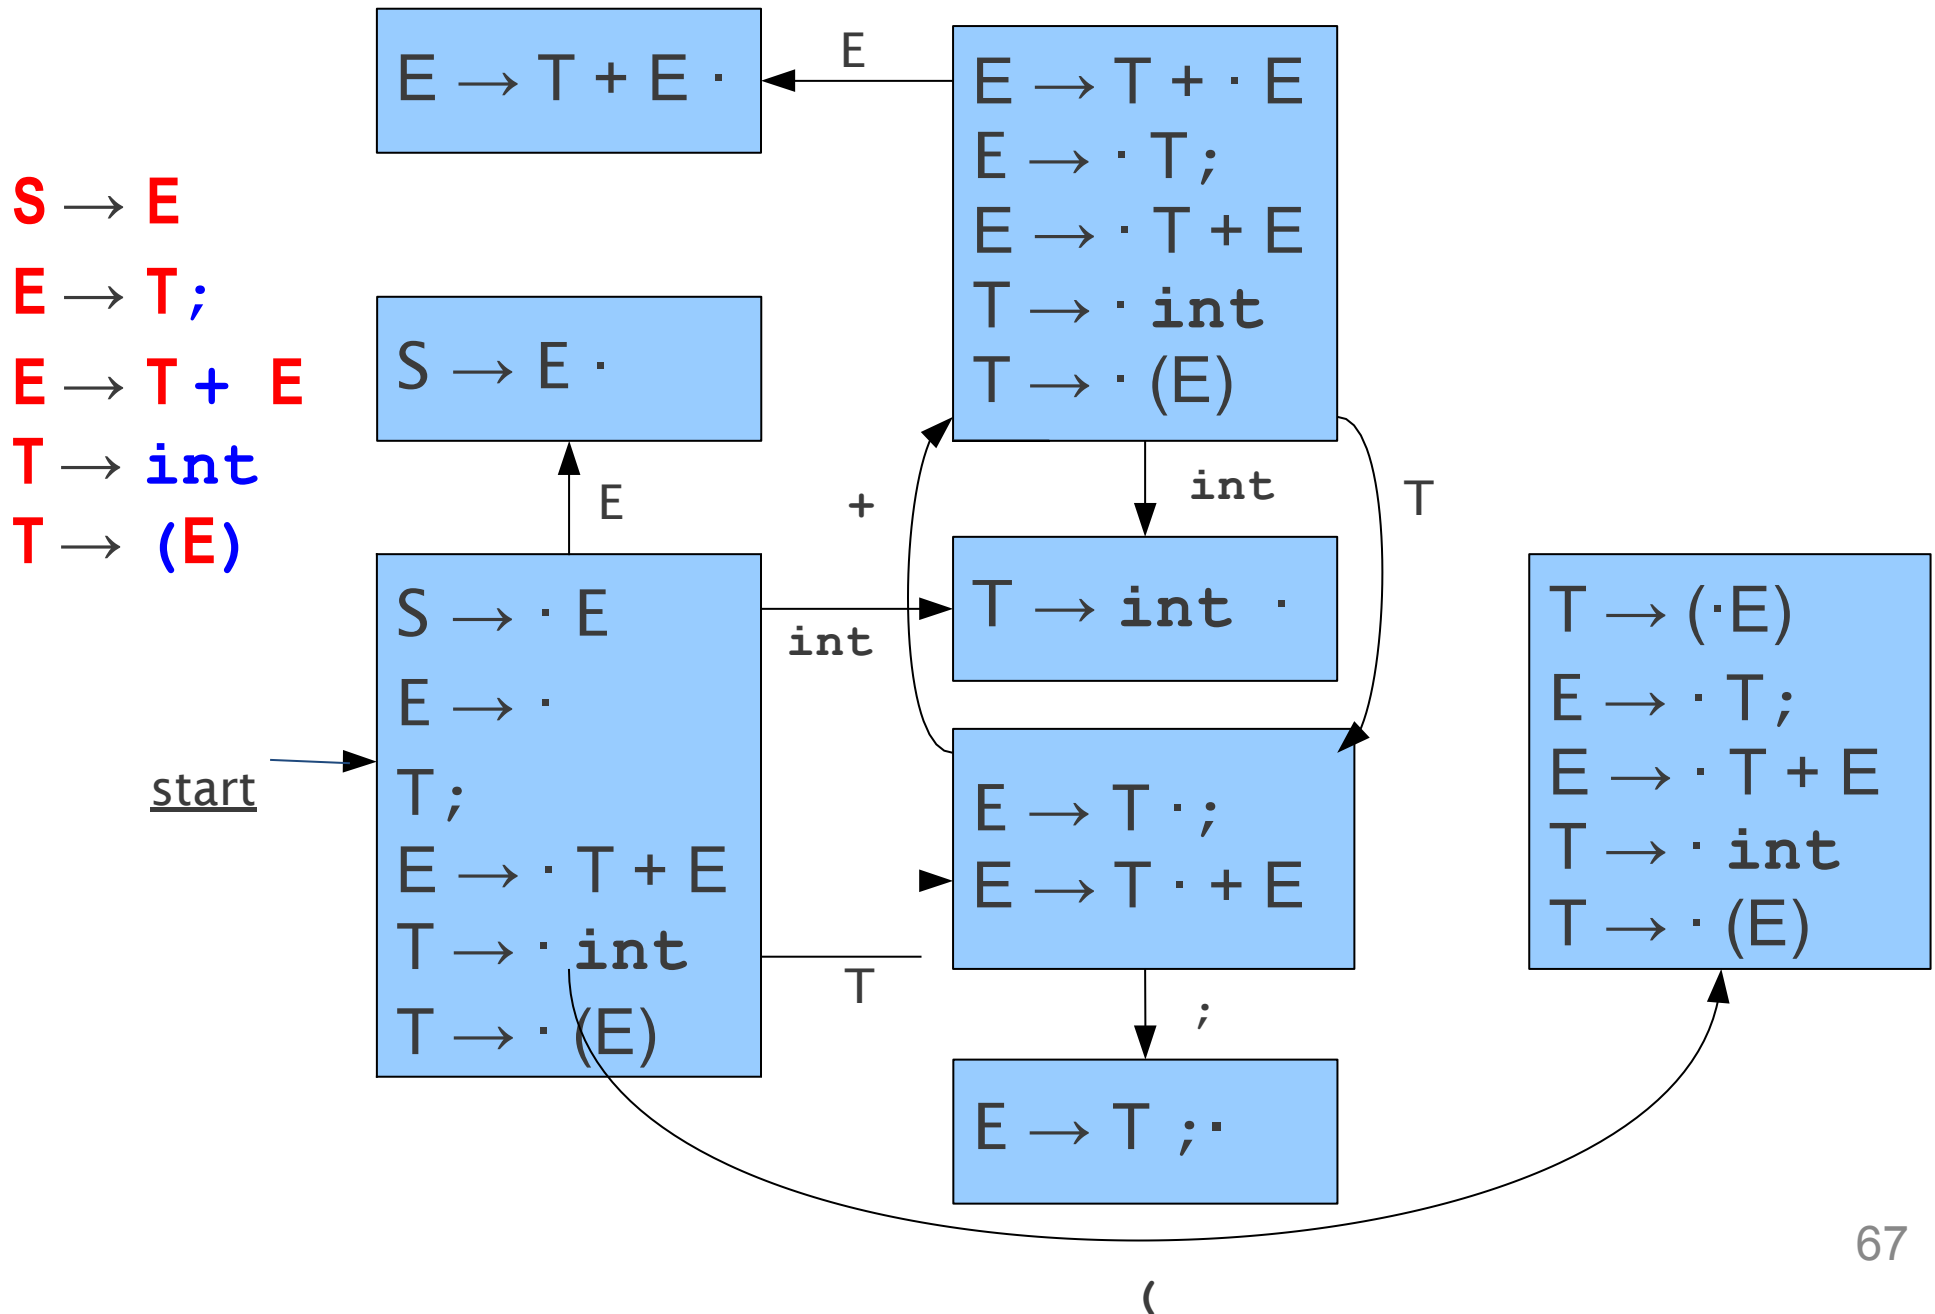 S → E
E → T ;
E → T + E
T → int
T → (E)
start
E → T + E ·
E
S → E ·
E
S → · E
E → ·
T ;
E → · T + E
T → · int
T → · (E)
int
T
+
E → T + · E
E → · T ;
E → · T + E
T → · int
T → · (E)
int
T
T → int ·
E → T · ;
E → T · + E
;
E → T ; ·
T → (·E)
E → · T ;
E → · T + E
T → · int
T → · (E)
(
67